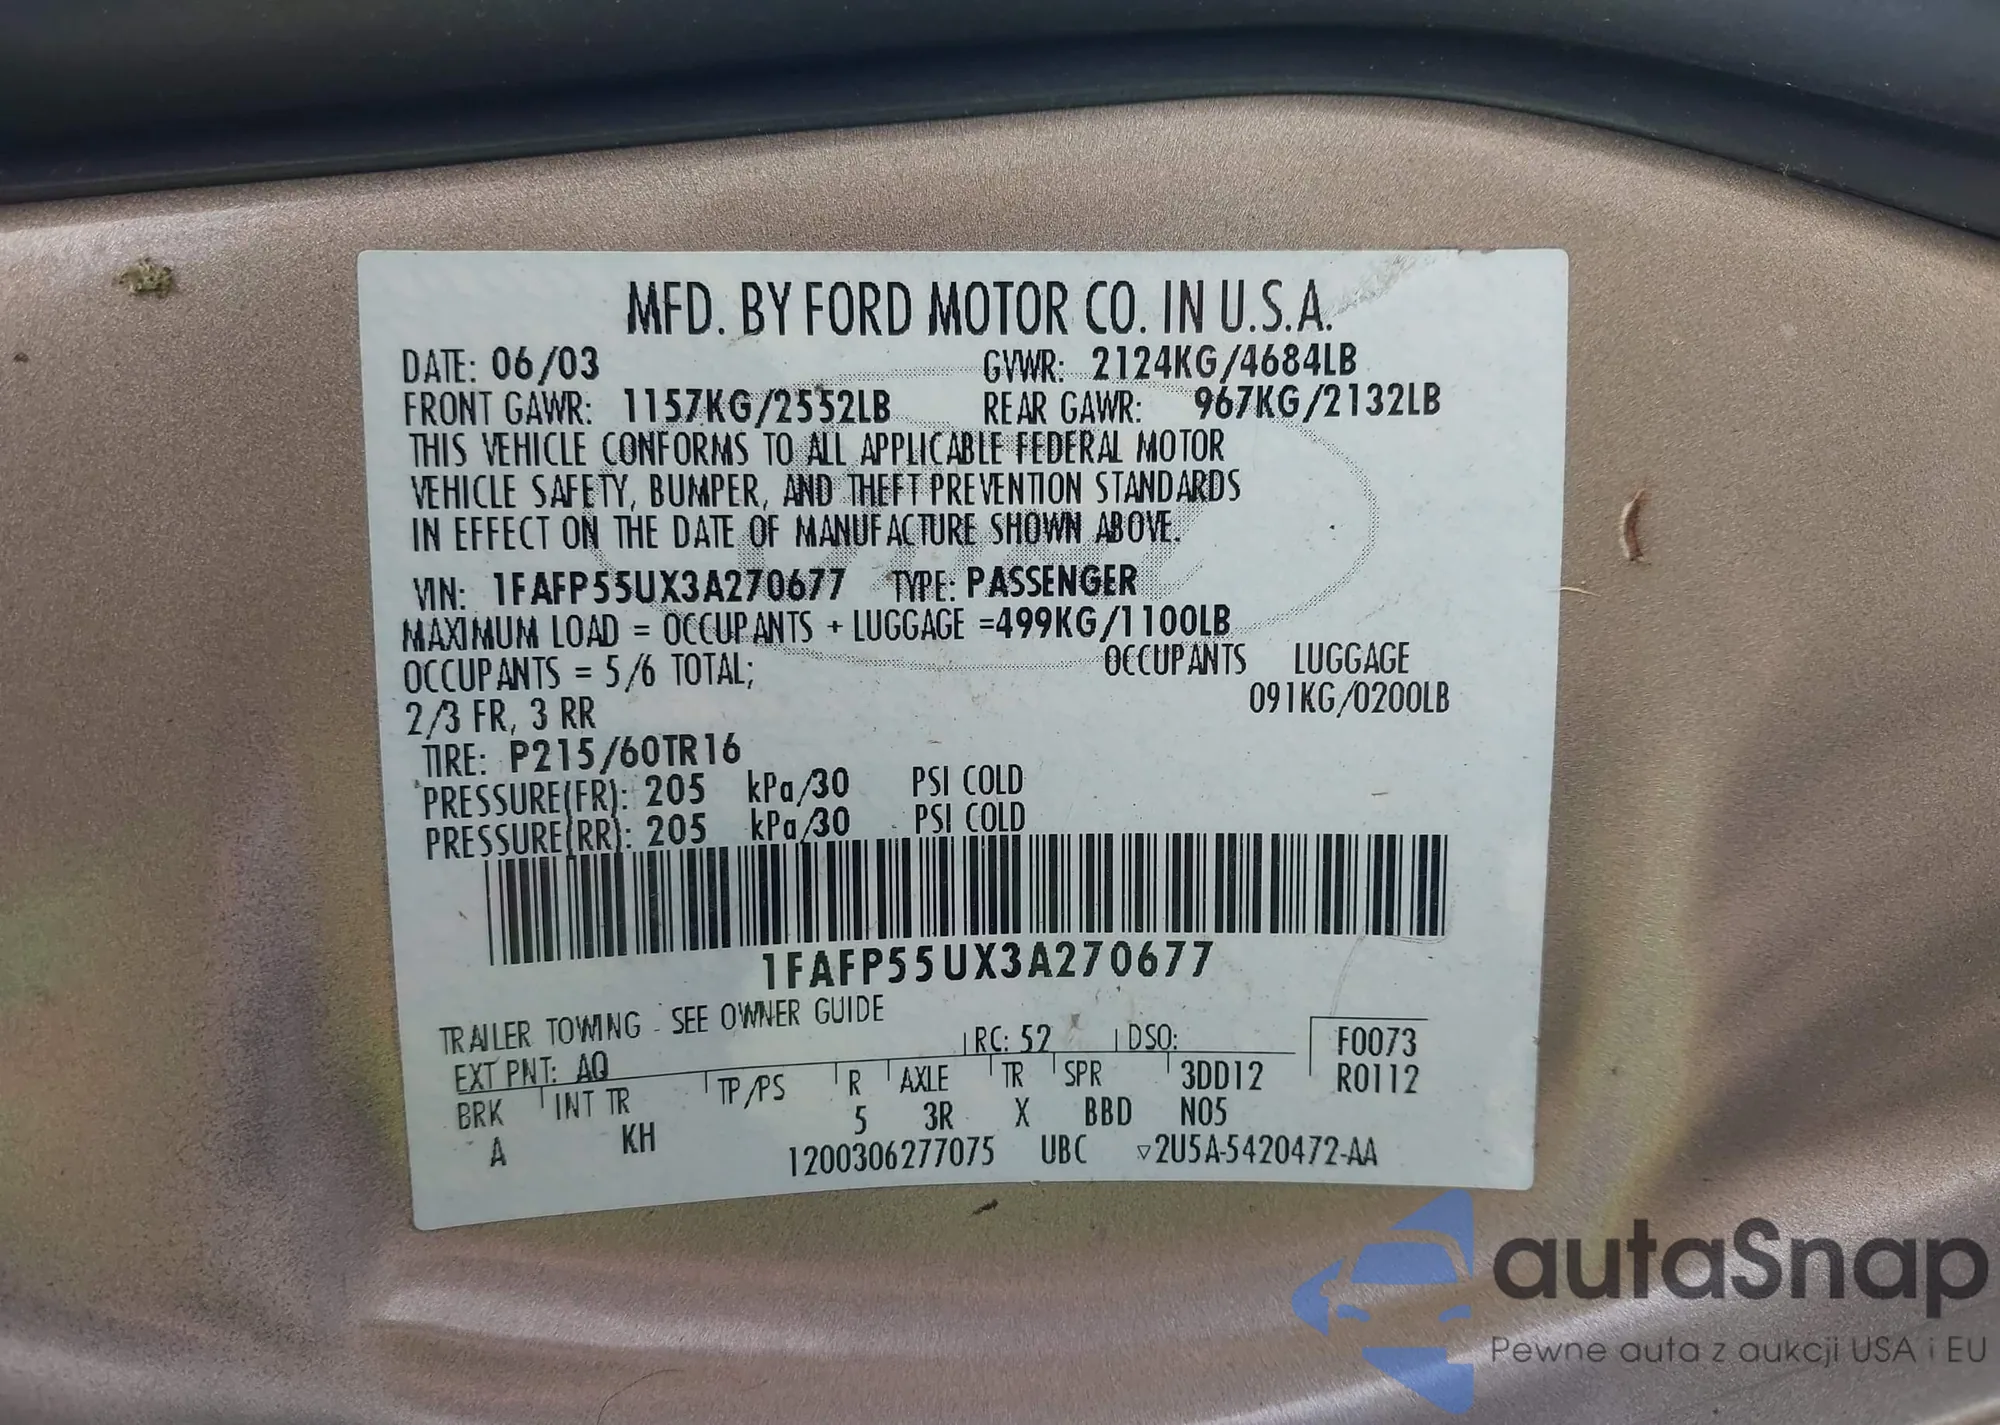 MFD. BY FORD MOTOR CO. IN U.S.A.
DATE: 06/03 GVWR: 2124KG/4684LB
FRONT GAWR: 1157KG/2552LB REAR GAWR: 967KG/2132LB
THIS VEHICLE CONFORMS TO ALL APPLICABLE FEDERAL MOTOR
VEHICLE SAFETY, BUMPER, AND THEFT PREVENTION STANDARDS
IN EFFECT ON THE DATE OF MANUFACTURE SHOWN ABOVE.
VIN: 1FAFP55UX3A270677 TYPE: PASSENGER
MAXIMUM LOAD = OCCUPANTS + LUGGAGE =499KG/1100LB
OCCUPANTS = 5/6 TOTAL; OCCUPANTS LUGGAGE
2/3 FR, 3 RR 091KG/0200LB
TIRE: P215/60TR16
PRESSURE(FR): 205 kPa/30 PSI COLD
PRESSURE(RR): 205 kPa/30 PSI COLD
1FAFP55UX3A270677
TRAILER TOWING - SEE OWNER GUIDE
EXT PNT: AQ RC: 52 DSO: F0073
BRK INT TR TP/PS R AXLE TR SPR 3DD12 R0112
A KH 5 3R X BBD N05
1200306277075 UBC ▽2U5A-5420472-AA
autaSnap
Pewne auta z aukcji USA i EU